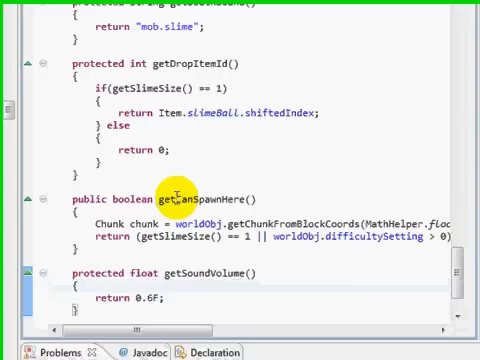 protected String getDeathSound()
return "mob.slime";
}
protected int getDropItemId()
{
if(getSlimeSize() == 1)
{
return Item.slimeBall.shiftedIndex;
} else
{
return 0;
}
}
public boolean getCanSpawnHere()
{
Chunk chunk = worldObj.getChunkFromBlockCoords(MathHelper.floo
return (getSlimeSize() == 1 || worldObj.difficultySetting > 0)
}
protected float getSoundVolume()
{
return 0.6F;
}
Problems @ Javadoc Declaration